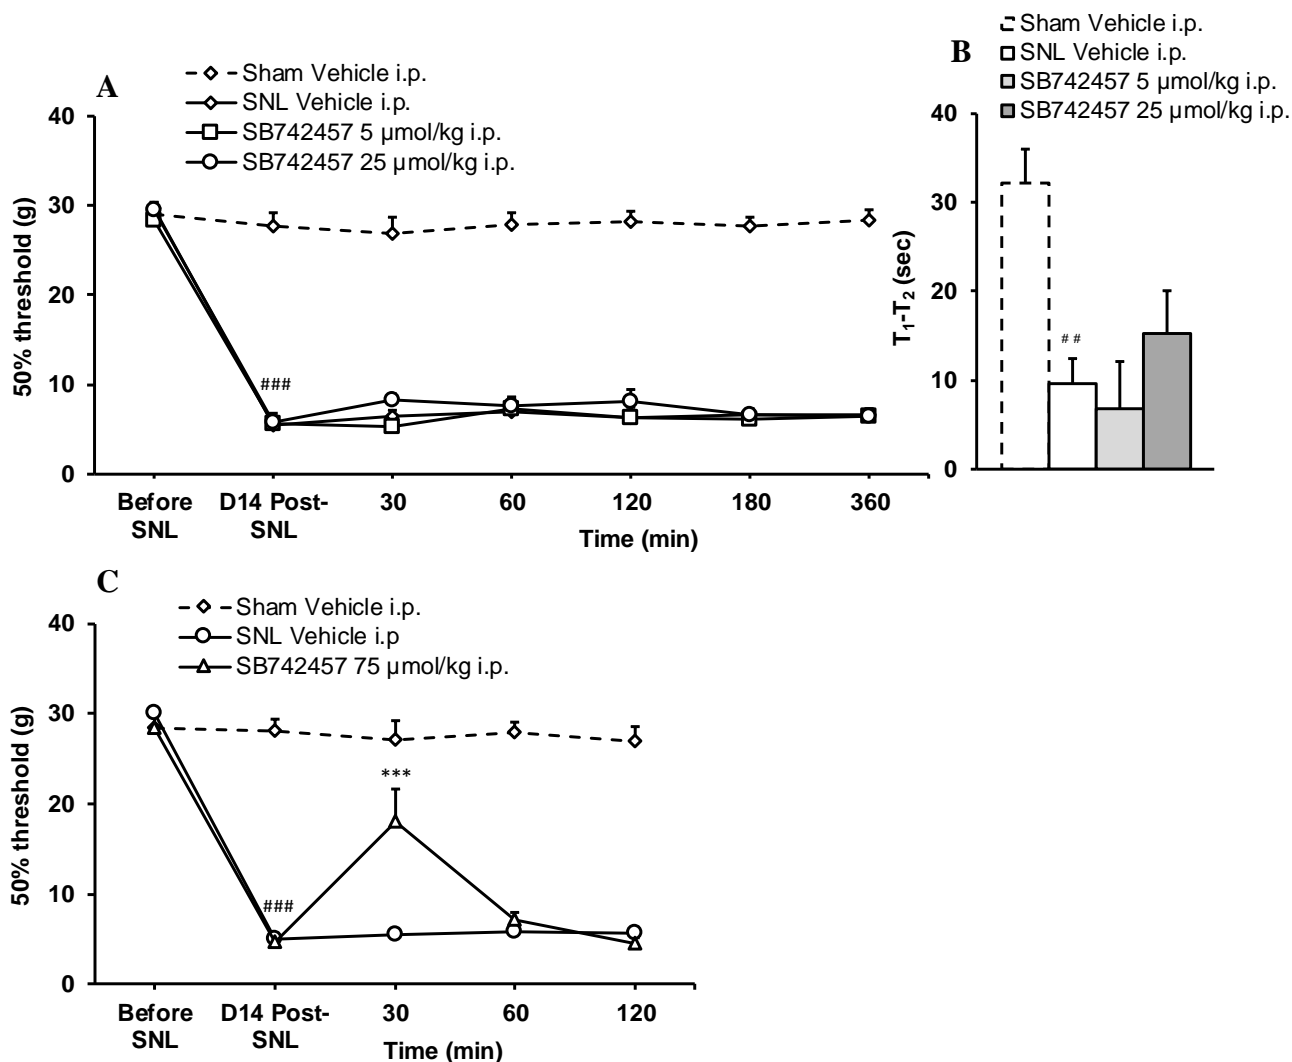 A
Sham Vehicle i.p.
SNL Vehicle i.p.
SB742457 5 µmol/kg i.p.
SB742457 25 µmol/kg i.p.
50% threshold (g)
40
30
20
10
0
###
Before SNL
D14 Post-SNL
30
60
120
180
360
Time (min)
B
Sham Vehicle i.p.
SNL Vehicle i.p.
SB742457 5 µmol/kg i.p.
SB742457 25 µmol/kg i.p.
T₁-T₂ (sec)
40
30
20
10
0
##
C
Sham Vehicle i.p.
SNL Vehicle i.p
SB742457 75 µmol/kg i.p.
50% threshold (g)
40
30
20
10
0
###
***
Before SNL
D14 Post-SNL
30
60
120
Time (min)